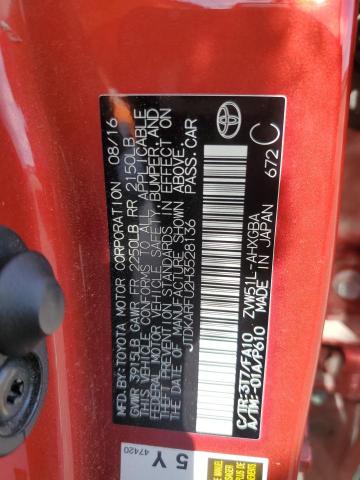 MFD. BY: TOYOTA MOTOR CORPORATION 08/16
GVWR 3915LB GAWR FR 2250LB RR 2150LB
THIS VEHICLE CONFORMS TO ALL APPLICABLE
FEDERAL MOTOR VEHICLE SAFETY, BUMPER, AND
THEFT PREVENTION STANDARDS IN EFFECT ON
THE DATE OF MANUFACTURE SHOWN ABOVE.
JTDKARFU2H3528136 PASS.CAR
C/TR:3T7/FA10 ZVW51L-AHXGBA
A/TM:-01A/P610 MADE IN JAPAN
672 C
5 Y
47420